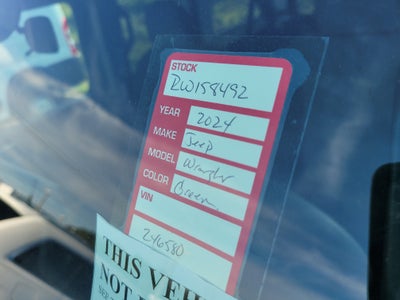 STOCK
RW158492
YEAR 2024
MAKE Jeep
MODEL Wrangler
COLOR Green
VIN
246580
THIS VEH
NOT